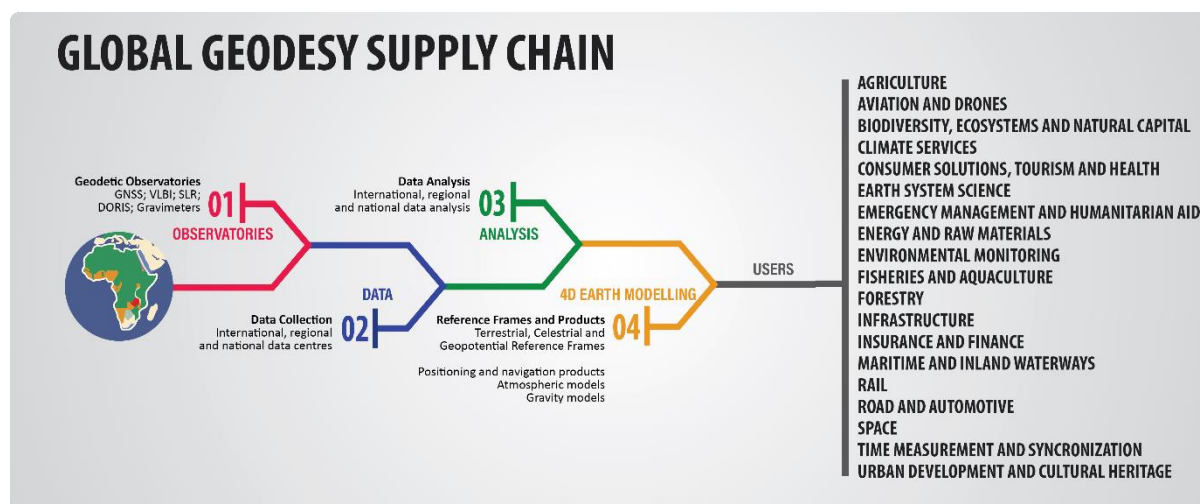 GLOBAL GEODESY SUPPLY CHAIN
Geodetic Observatories
GNSS; VLBI; SLR;
DORIS; Gravimeters
01
OBSERVATORIES
DATA
Data Collection
International, regional
and national data centres
02
Data Analysis
International, regional
and national data analysis
03
ANALYSIS
4D EARTH MODELLING
Reference Frames and Products
Terrestrial, Celestrial and
Geopotential Reference Frames
04
Positioning and navigation products
Atmospheric models
Gravity models
USERS
AGRICULTURE
AVIATION AND DRONES
BIODIVERSITY, ECOSYSTEMS AND NATURAL CAPITAL
CLIMATE SERVICES
CONSUMER SOLUTIONS, TOURISM AND HEALTH
EARTH SYSTEM SCIENCE
EMERGENCY MANAGEMENT AND HUMANITARIAN AID
ENERGY AND RAW MATERIALS
ENVIRONMENTAL MONITORING
FISHERIES AND AQUACULTURE
FORESTRY
INFRASTRUCTURE
INSURANCE AND FINANCE
MARITIME AND INLAND WATERWAYS
RAIL
ROAD AND AUTOMOTIVE
SPACE
TIME MEASUREMENT AND SYNCRONIZATION
URBAN DEVELOPMENT AND CULTURAL HERITAGE